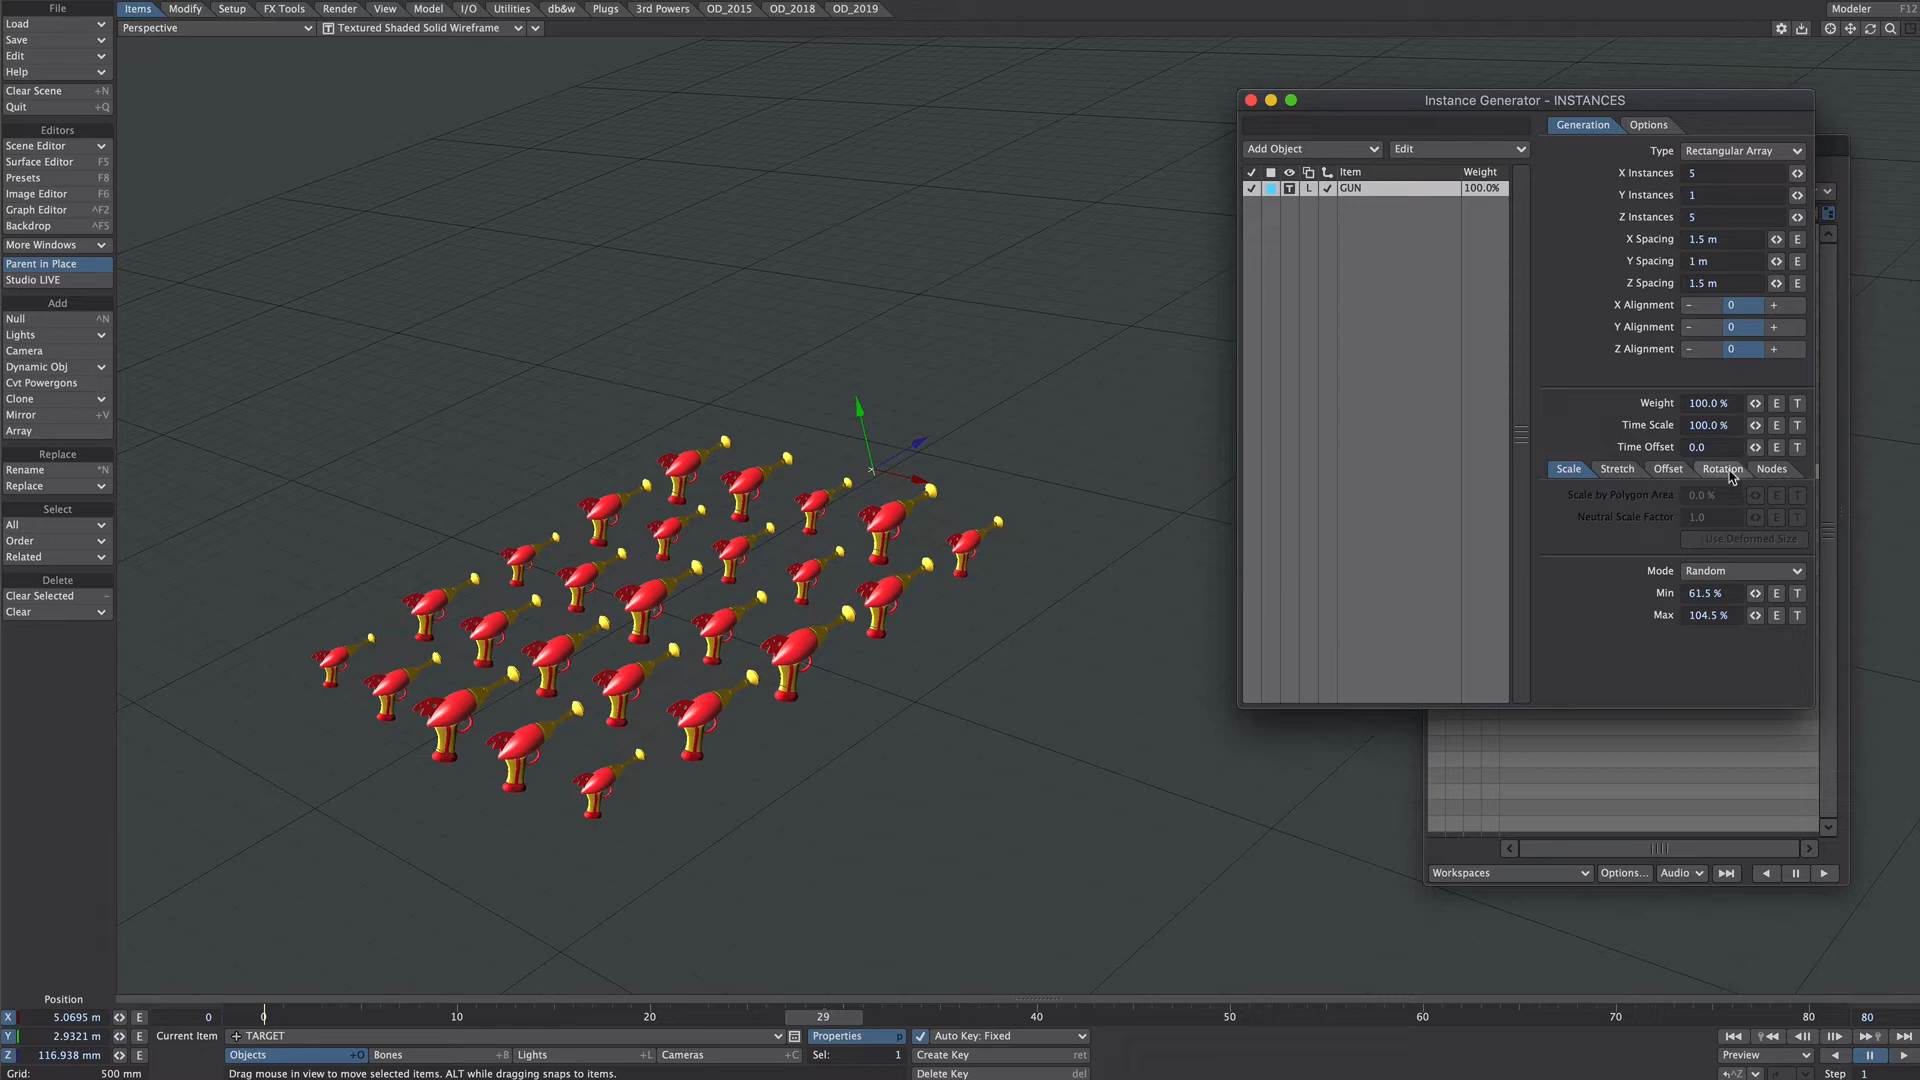 File
Items Modify Setup FX Tools Render View Model I/O Utilities db&w Plugs 3rd Powers OD_2015 OD_2018 OD_2019
Modeler F12
Load
Save
Edit
Help
Clear Scene +N
Quit +Q
Editors
Scene Editor
Surface Editor F5
Presets F8
Image Editor F6
Graph Editor ^F2
Backdrop ^F5
More Windows
Parent in Place
Studio LIVE
Add
Null ^N
Lights
Camera
Dynamic Obj
Cvt Powergons
Clone
Mirror +V
Array
Replace
Rename *N
Replace
Select
All
Order
Related
Delete
Clear Selected –
Clear
Perspective T Textured Shaded Solid Wireframe
Instance Generator - INSTANCES
Add Object Edit
Item Weight
T L GUN 100.0%
Generation Options
Type Rectangular Array
X Instances 5
Y Instances 1
Z Instances 5
X Spacing 1.5 m E
Y Spacing 1 m E
Z Spacing 1.5 m E
X Alignment – 0 +
Y Alignment – 0 +
Z Alignment – 0 +
Weight 100.0 % E T
Time Scale 100.0 % E T
Time Offset 0.0 E T
Scale Stretch Offset Rotation Nodes
Scale by Polygon Area 0.0 % E T
Neutral Scale Factor 1.0 E T
Use Deformed Size
Mode Random
Min 61.5 % E T
Max 104.5 % E T
Workspaces Options... Audio
Position
X 5.0695 m E
Y 2.9321 m E
Z 116.938 mm E
Grid: 500 mm
0 0 10 20 29 40 50 60 70 80 80
Current Item TARGET Properties p Auto Key: Fixed
Objects +O Bones +B Lights +L Cameras +C Sel: 1 Create Key ret
Drag mouse in view to move selected items. ALT while dragging snaps to items.
Delete Key del
Preview
^Z Step 1